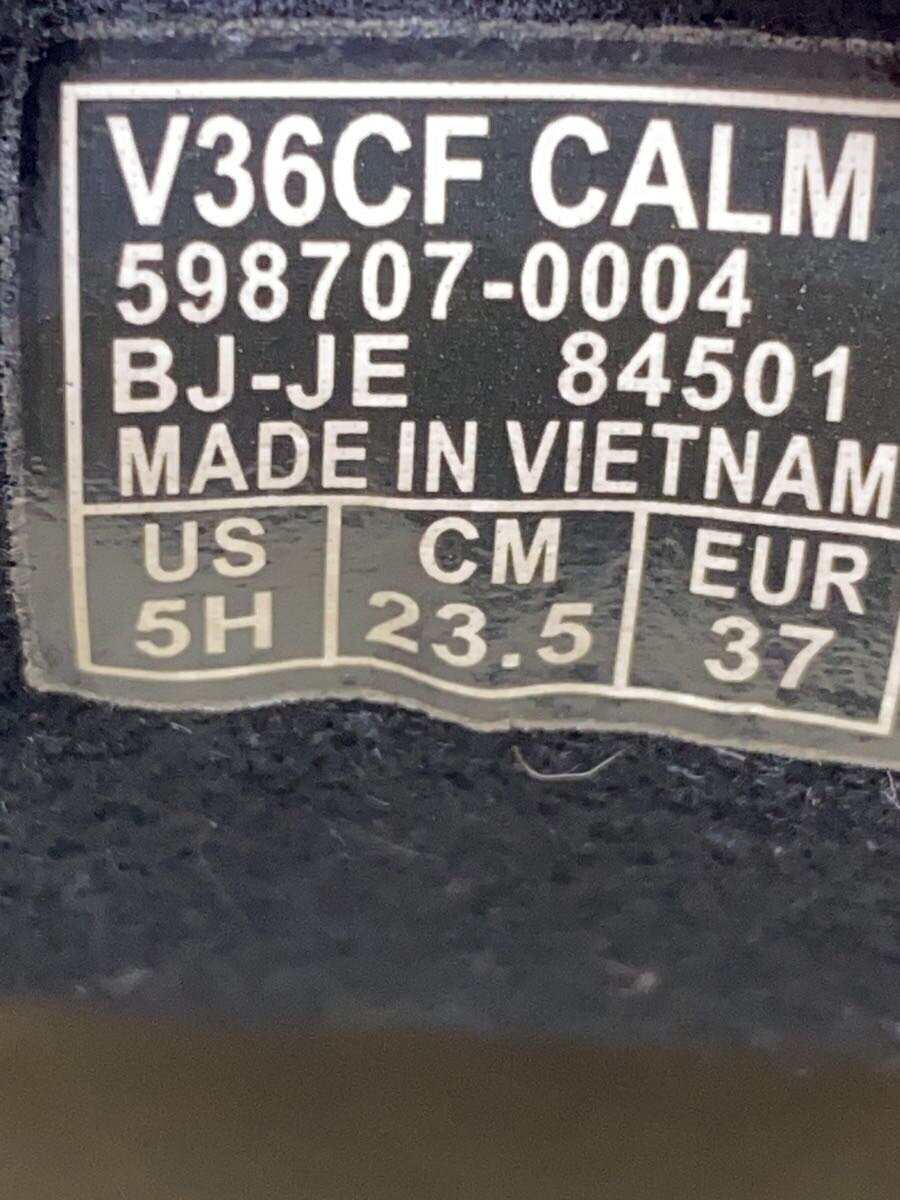 V36CF CALM
598707-0004
BJ-JE 84501
MADE IN VIETNAM
US CM EUR
5H 23.5 37